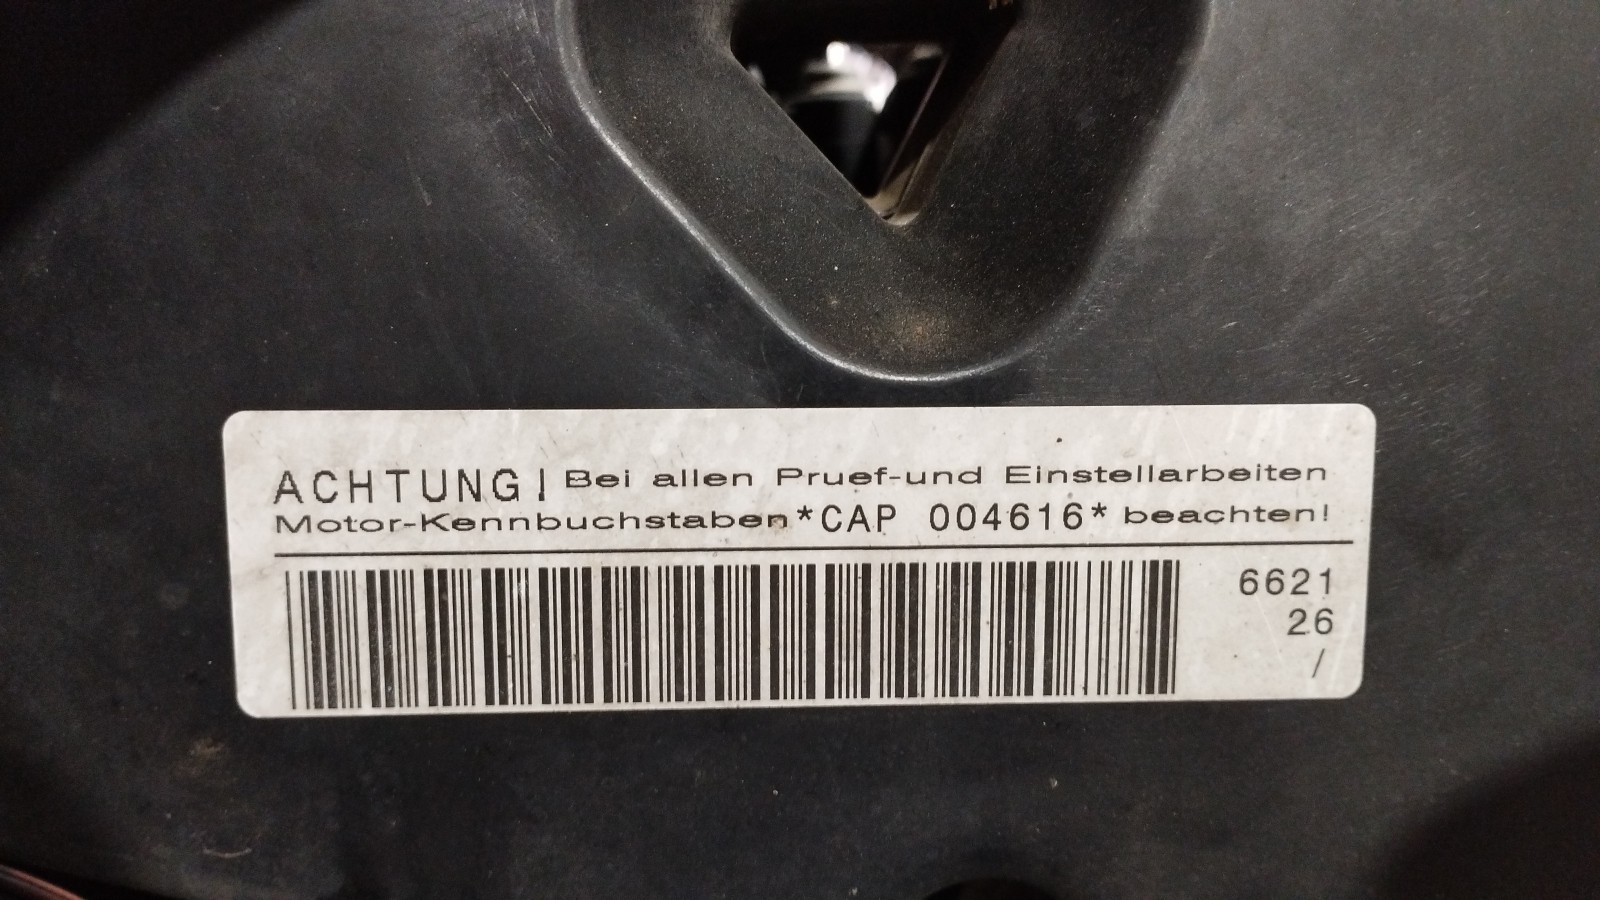 ACHTUNG! Bei allen Pruef-und Einstellarbeiten
Motor-Kennbuchstaben*CAP 004616* beachten!
6621
26
/